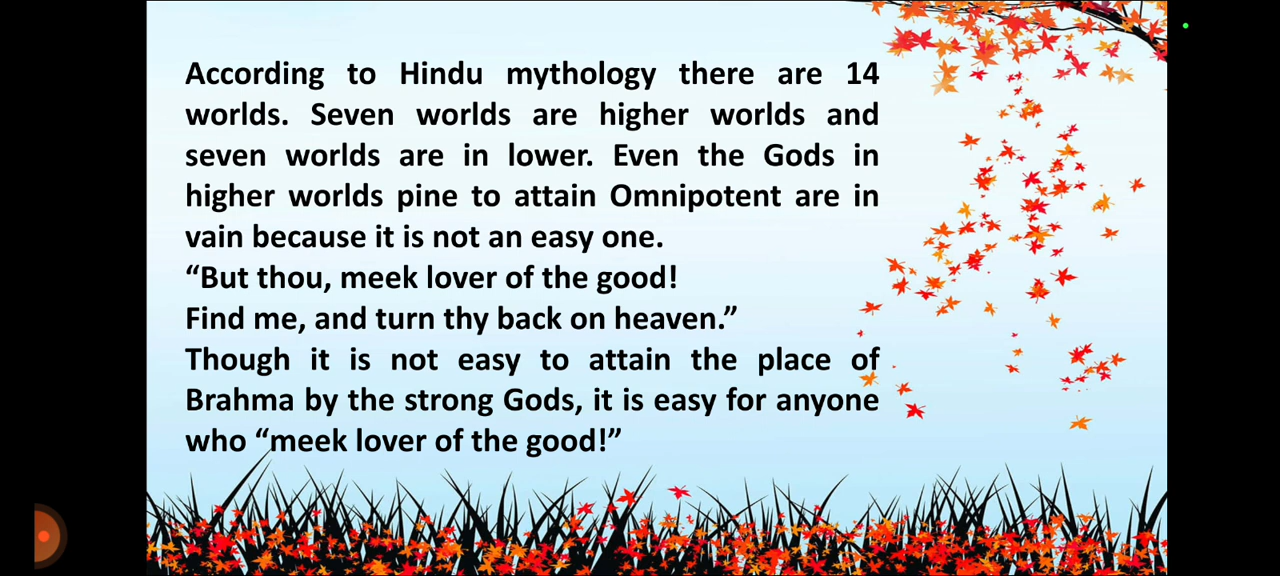 According to Hindu mythology there are 14
worlds. Seven worlds are higher worlds and
seven worlds are in lower. Even the Gods in
higher worlds pine to attain Omnipotent are in
vain because it is not an easy one.
“But thou, meek lover of the good!
Find me, and turn thy back on heaven.”
Though it is not easy to attain the place of
Brahma by the strong Gods, it is easy for anyone
who “meek lover of the good!”